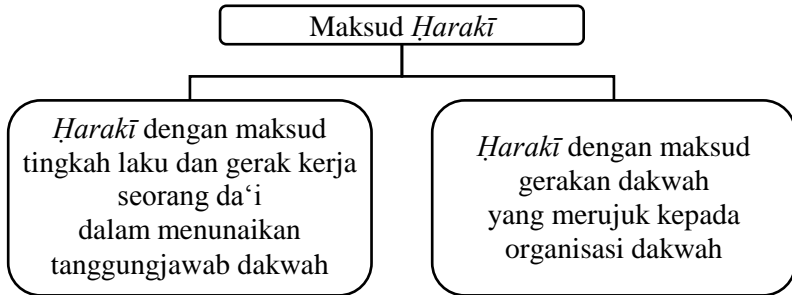 Maksud Ḥarakī
Ḥarakī dengan maksud
tingkah laku dan gerak kerja
seorang da‘i
dalam menunaikan
tanggungjawab dakwah
Ḥarakī dengan maksud
gerakan dakwah
yang merujuk kepada
organisasi dakwah